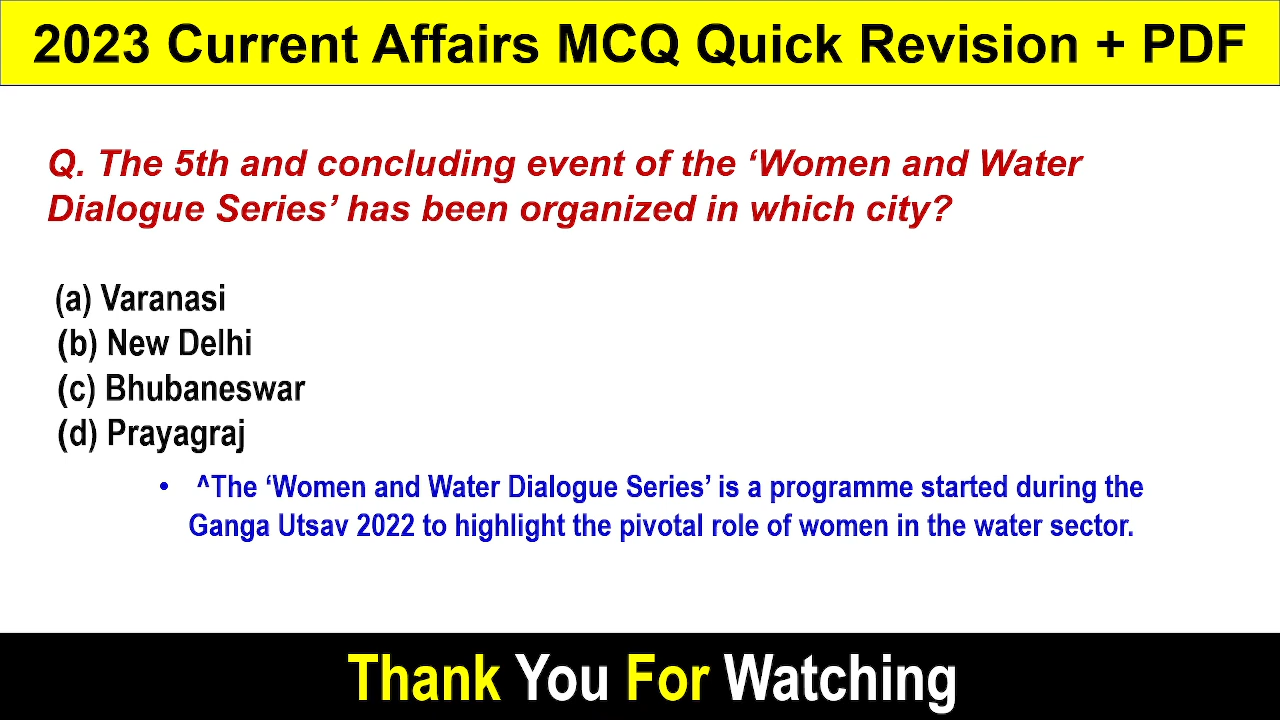 2023 Current Affairs MCQ Quick Revision + PDF
Q. The 5th and concluding event of the ‘Women and Water
Dialogue Series’ has been organized in which city?
(a) Varanasi
(b) New Delhi
(c) Bhubaneswar
(d) Prayagraj
• ^The ‘Women and Water Dialogue Series’ is a programme started during the
Ganga Utsav 2022 to highlight the pivotal role of women in the water sector.
Thank You For Watching